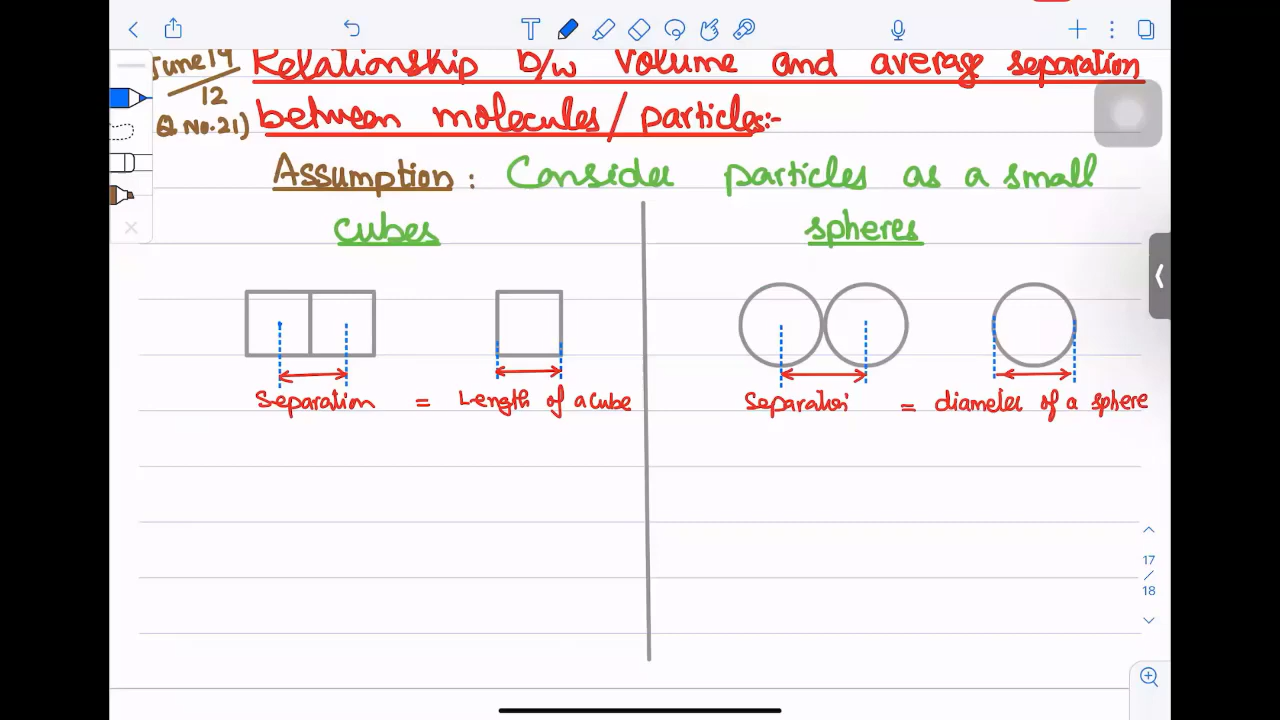 June 14
12
Q No.21)
Relationship b/w volume and average separation
between molecules/particles:-
Assumption : Consider particles as a small
cubes
spheres
Separation = Length of a cube
Separation = diameter of a sphere
17
/
18